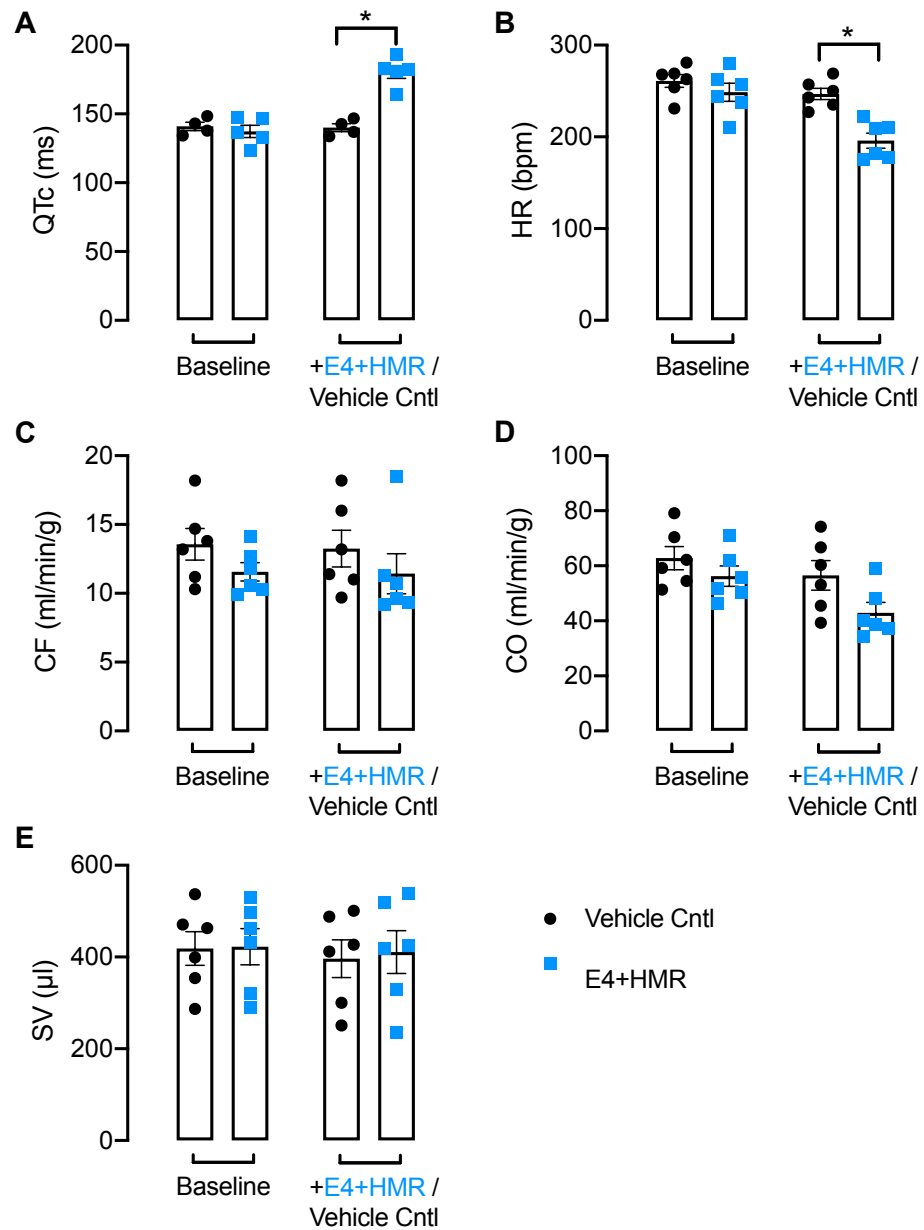 A
*
QTc (ms)
200
150
100
50
0
Baseline
+E4+HMR /
Vehicle Cntl
B
*
HR (bpm)
300
200
100
0
Baseline
+E4+HMR /
Vehicle Cntl
C
CF (ml/min/g)
20
15
10
5
0
Baseline
+E4+HMR /
Vehicle Cntl
D
CO (ml/min/g)
100
80
60
40
20
0
Baseline
+E4+HMR /
Vehicle Cntl
E
SV (µl)
600
400
200
0
Baseline
+E4+HMR /
Vehicle Cntl
Vehicle Cntl
E4+HMR